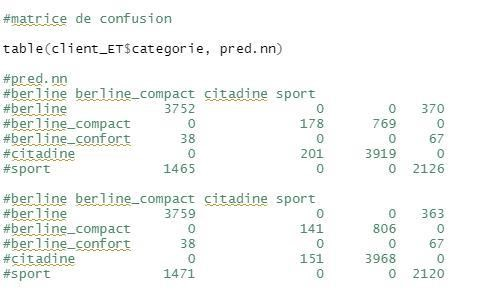 #matrice de confusion
table(client_ET$categorie, pred.nn)
#pred.nn
#berline berline_compact citadine sport
#berline 3752 0 0 370
#berline_compact 0 178 769 0
#berline_confort 38 0 0 67
#citadine 0 201 3919 0
#sport 1465 0 0 2126
#berline berline_compact citadine sport
#berline 3759 0 0 363
#berline_compact 0 141 806 0
#berline_confort 38 0 0 67
#citadine 0 151 3968 0
#sport 1471 0 0 2120